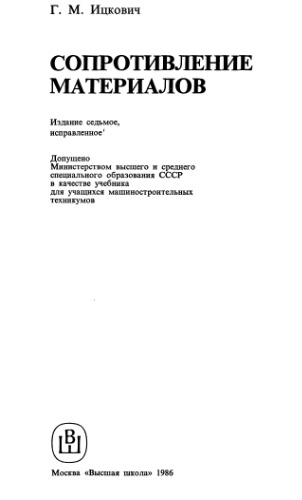 Г. М. Ицкович
СОПРОТИВЛЕНИЕ
МАТЕРИАЛОВ
Издание седьмое,
исправленное
Допущено
Министерством высшего и среднего
специального образования СССР
в качестве учебника
для учащихся машиностроительных
техникумов
ВШ
Москва «Высшая школа» 1986